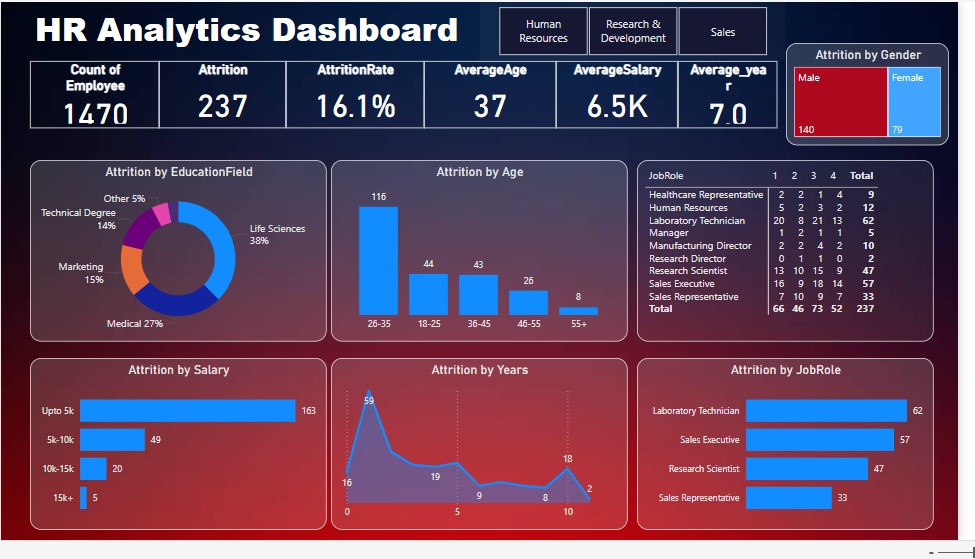 HR Analytics Dashboard
Human
Resources
Research &
Development
Sales
Count of
Employee
1470
Attrition
237
AttritionRate
16.1%
AverageAge
37
AverageSalary
6.5K
Average_yea
r
7.0
Attrition by Gender
Male
140
Female
79
Attrition by EducationField
Other 5%
Technical Degree
14%
Marketing
15%
Medical 27%
Life Sciences
38%
Attrition by Age
116
44
43
26
8
26-35 18-25 36-45 46-55 55+
JobRole 1 2 3 4 Total
Healthcare Representative 2 2 1 4 9
Human Resources 5 2 3 2 12
Laboratory Technician 20 8 21 13 62
Manager 1 2 1 1 5
Manufacturing Director 2 2 4 2 10
Research Director 0 1 1 0 2
Research Scientist 13 10 15 9 47
Sales Executive 16 9 18 14 57
Sales Representative 7 10 9 7 33
Total 66 46 73 52 237
Attrition by Salary
Upto 5k 163
5k-10k 49
10k-15k 20
15k+ 5
Attrition by Years
59
16
19
9
8
18
2
0 5 10
Attrition by JobRole
Laboratory Technician 62
Sales Executive 57
Research Scientist 47
Sales Representative 33